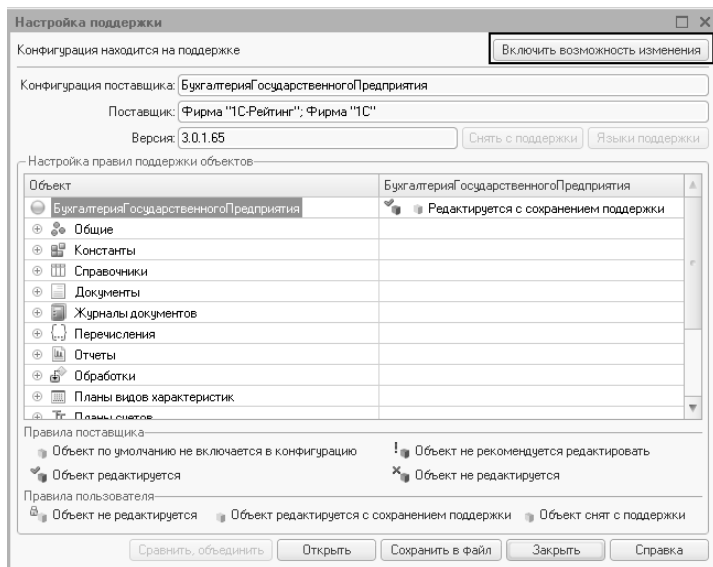 Настройка поддержки
Конфигурация находится на поддержке
Включить возможность изменения
Конфигурация поставщика: БухгалтерияГосударственногоПредприятия
Поставщик: Фирма "1С-Рейтинг"; Фирма "1С"
Версия: 3.0.1.65 Снять с поддержки Языки поддержки
Настройка правил поддержки объектов
Объект БухгалтерияГосударственногоПредприятия
БухгалтерияГосударственногоПредприятия Редактируется с сохранением поддержки
Общие
Константы
Справочники
Документы
Журналы документов
Перечисления
Отчеты
Обработки
Планы видов характеристик
Планы счетов
Правила поставщика
Объект по умолчанию не включается в конфигурацию Объект не рекомендуется редактировать
Объект редактируется Объект не редактируется
Правила пользователя
Объект не редактируется Объект редактируется с сохранением поддержки Объект снят с поддержки
Сравнить, объединить Открыть Сохранить в файл Закрыть Справка